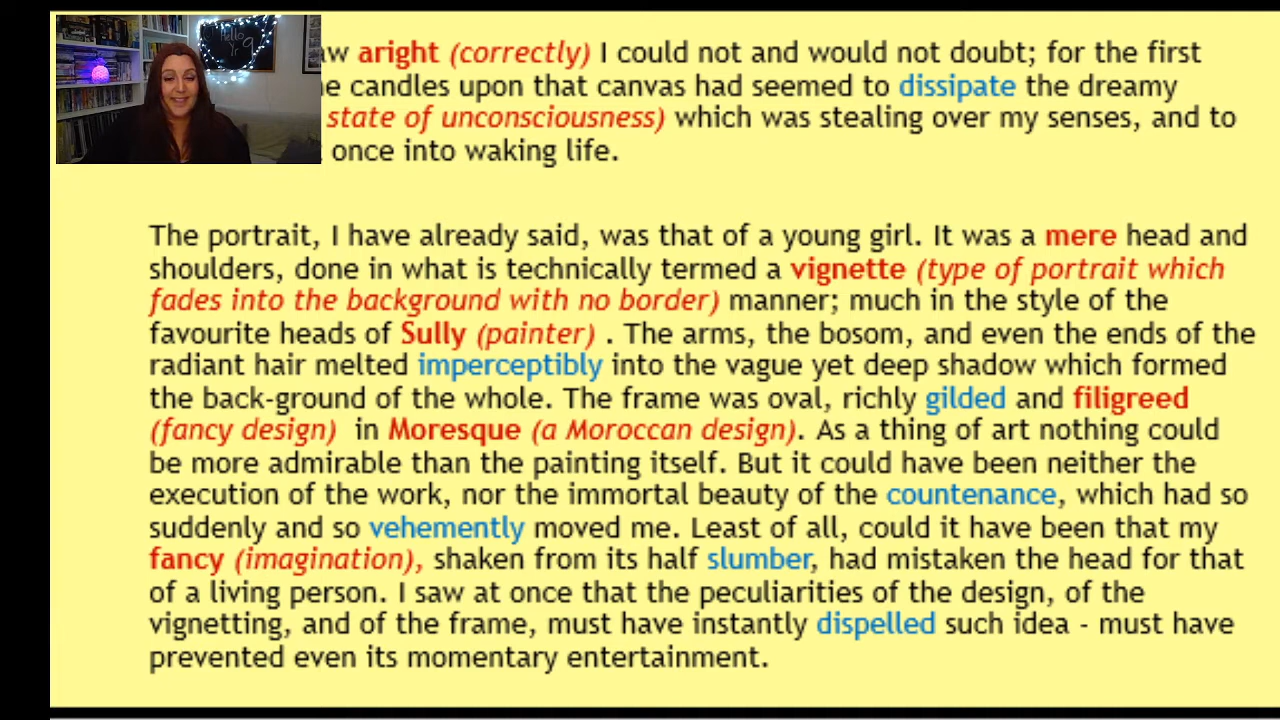 aright (correctly) I could not and would not doubt; for the first
candles upon that canvas had seemed to dissipate the dreamy
state of unconsciousness) which was stealing over my senses, and to
once into waking life.
The portrait, I have already said, was that of a young girl. It was a mere head and
shoulders, done in what is technically termed a vignette (type of portrait which
fades into the background with no border) manner; much in the style of the
favourite heads of Sully (painter) . The arms, the bosom, and even the ends of the
radiant hair melted imperceptibly into the vague yet deep shadow which formed
the back-ground of the whole. The frame was oval, richly gilded and filigreed
(fancy design) in Moresque (a Moroccan design). As a thing of art nothing could
be more admirable than the painting itself. But it could have been neither the
execution of the work, nor the immortal beauty of the countenance, which had so
suddenly and so vehemently moved me. Least of all, could it have been that my
fancy (imagination), shaken from its half slumber, had mistaken the head for that
of a living person. I saw at once that the peculiarities of the design, of the
vignetting, and of the frame, must have instantly dispelled such idea - must have
prevented even its momentary entertainment.